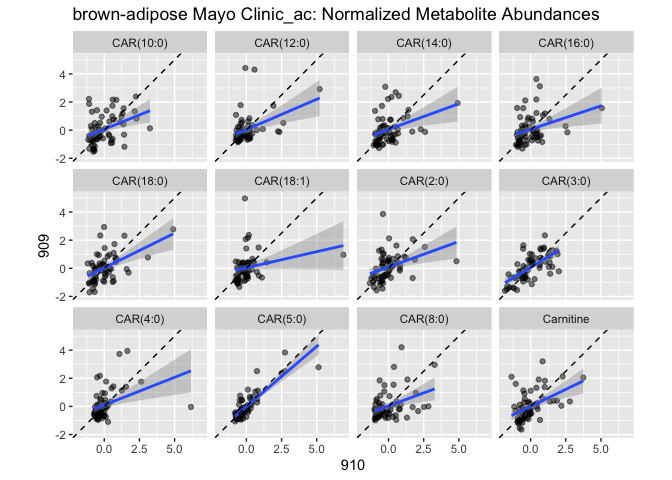 brown-adipose Mayo Clinic_ac: Normalized Metabolite Abundances
CAR(10:0) CAR(12:0) CAR(14:0) CAR(16:0)
4
2
0
-2
CAR(18:0) CAR(18:1) CAR(2:0) CAR(3:0)
4
2
0
-2
909
CAR(4:0) CAR(5:0) CAR(8:0) Carnitine
4
2
0
-2
0.0 2.5 5.0 0.0 2.5 5.0 0.0 2.5 5.0 0.0 2.5 5.0
910